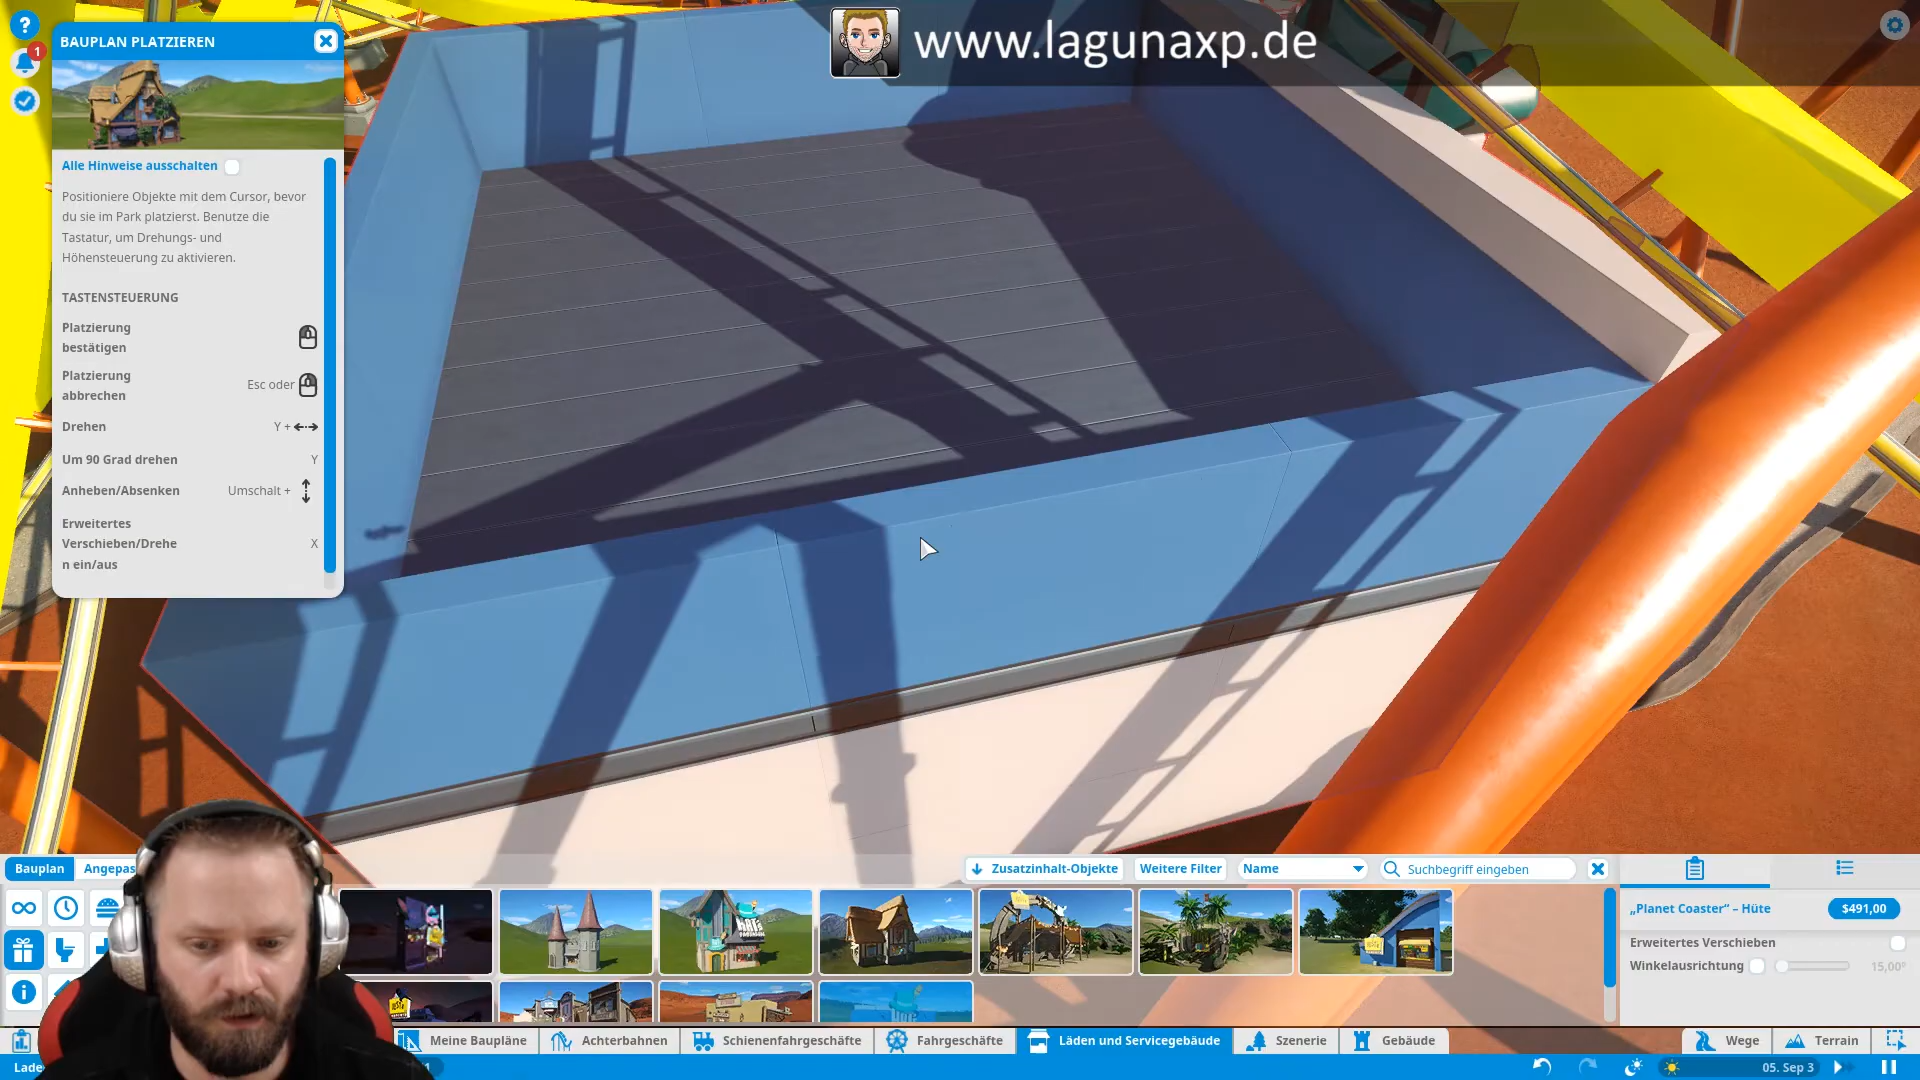 BAUPLAN PLATZIEREN
1
www.lagunaxp.de
Alle Hinweise ausschalten
Positioniere Objekte mit dem Cursor, bevor
du sie im Park platzierst. Benutze die
Tastatur, um Drehungs- und
Höhensteuerung zu aktivieren.
TASTENSTEUERUNG
Platzierung
bestätigen
Platzierung
abbrechen
Esc oder
Drehen
Y +
Um 90 Grad drehen
Y
Anheben/Absenken
Umschalt +
Erweitertes
Verschieben/Drehe
n ein/aus
X
Bauplan
Angepas
Zusatzinhalt-Objekte
Weitere Filter
Name
Suchbegriff eingeben
„Planet Coaster“ – Hüte
$491,00
Erweitertes Verschieben
Winkelausrichtung
15,00°
Meine Baupläne
Achterbahnen
Schienenfahrgeschäfte
Fahrgeschäfte
Läden und Servicegebäude
Szenerie
Gebäude
Wege
Terrain
Lade
1
05. Sep 3